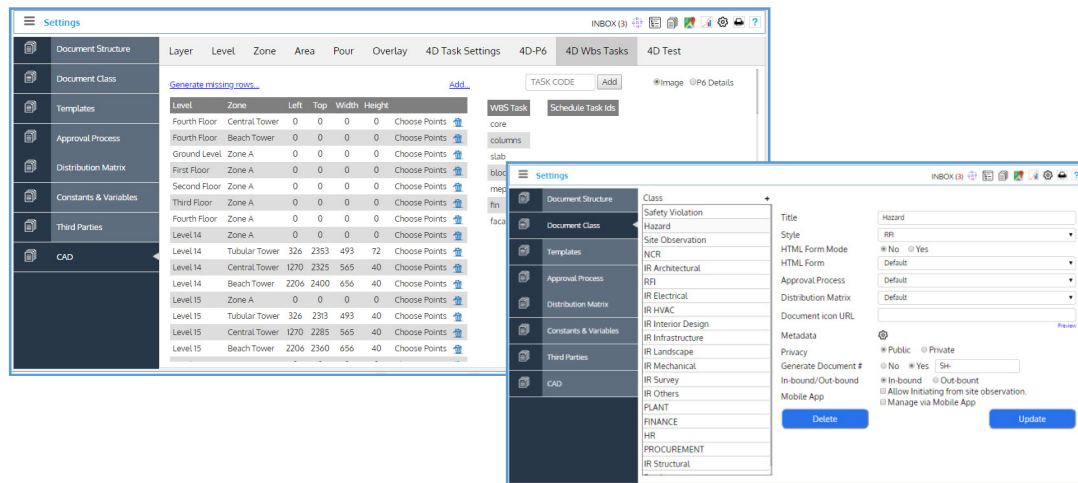 Settings
INBOX (3)
?
Document Structure
Document Class
Templates
Approval Process
Distribution Matrix
Constants & Variables
Third Parties
CAD
Layer Level Zone Area Pour Overlay 4D Task Settings 4D-P6 4D Wbs Tasks 4D Test
Generate missing rows... Add... TASK CODE Add Image P6 Details
Level Zone Left Top Width Height
Fourth Floor Central Tower 0 0 0 0 Choose Points
Fourth Floor Beach Tower 0 0 0 0 Choose Points
Ground Level Zone A 0 0 0 0 Choose Points
First Floor Zone A 0 0 0 0 Choose Points
Second Floor Zone A 0 0 0 0 Choose Points
Third Floor Zone A 0 0 0 0 Choose Points
Fourth Floor Zone A 0 0 0 0 Choose Points
Level 14 Zone A 0 0 0 0 Choose Points
Level 14 Tubular Tower 326 2353 493 72 Choose Points
Level 14 Central Tower 1270 2325 565 40 Choose Points
Level 14 Beach Tower 2206 2400 656 40 Choose Points
Level 15 Zone A 0 0 0 0 Choose Points
Level 15 Tubular Tower 326 2313 493 40 Choose Points
Level 15 Central Tower 1270 2285 565 40 Choose Points
Level 15 Beach Tower 2206 2360 656 40 Choose Points
WBS Task Schedule Task Ids
core
columns
slab
bloc
mep
fin
faca
Settings
INBOX (3)
?
Document Structure
Document Class
Templates
Approval Process
Distribution Matrix
Constants & Variables
Third Parties
CAD
Class +
Safety Violation
Hazard
Site Observation
NCR
IR Architectural
RFI
IR Electrical
IR HVAC
IR Interior Design
IR Infrastructure
IR Landscape
IR Mechanical
IR Survey
IR Others
PLANT
FINANCE
HR
PROCUREMENT
IR Structural
Title Hazard
Style RFI
HTML Form Mode No Yes
HTML Form Default
Approval Process Default
Distribution Matrix Default
Document icon URL
Preview
Metadata
Privacy Public Private
Generate Document # No Yes SH-
In-bound/Out-bound In-bound Out-bount
Mobile App Allow Initiating from site observation.
Manage via Mobile App
Delete Update